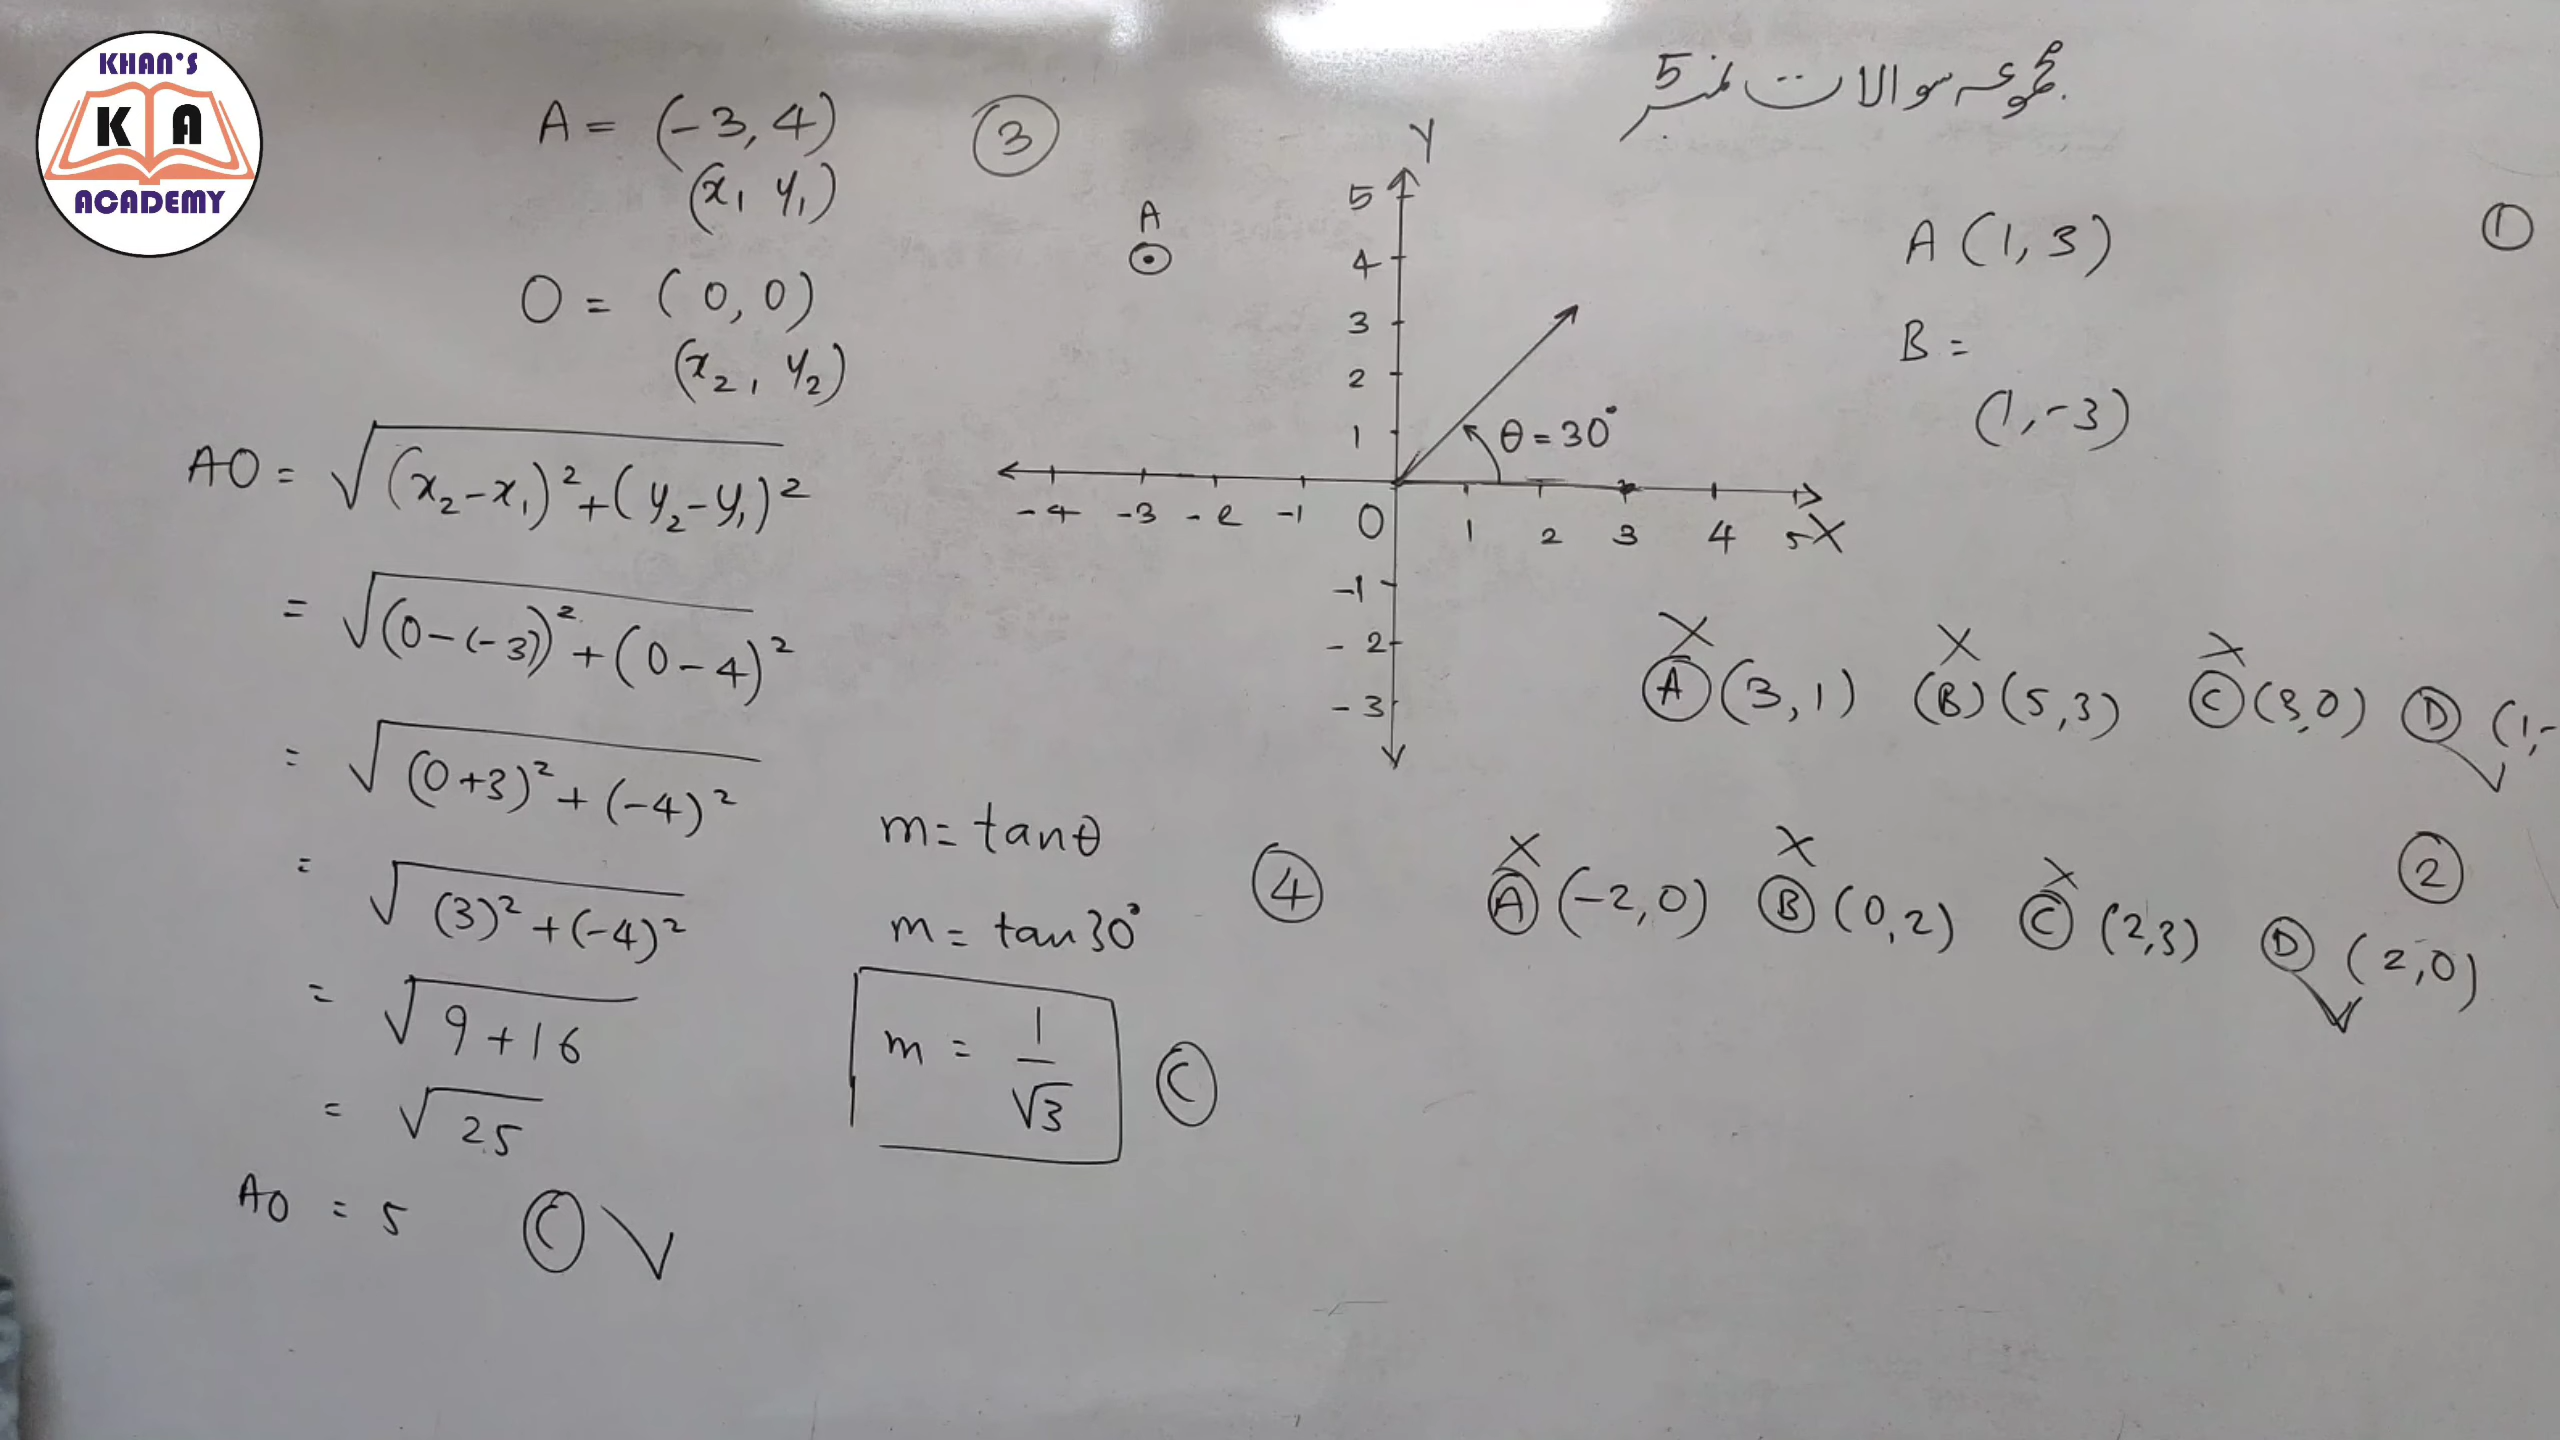 KHAN'S
K A
ACADEMY
مجموعہ سوالات نمبر 5
①
A (1, 3)
B =
(1, -3)
Ⓐ (3, 1) (B) (5, 3) Ⓒ (3, 0) Ⓓ (1, -
②
Ⓐ (-2, 0) Ⓑ (0, 2) Ⓒ (2, 3) Ⓓ (2, 0)
③
A = (-3, 4)
(x₁, y₁)
O = (0, 0)
(x₂, y₂)
AO = √(x₂-x₁)²+(y₂-y₁)²
= √(0-(-3))²+(0-4)²
= √(0+3)²+(-4)²
= √(3)²+(-4)²
= √9+16
= √25
AO = 5 Ⓒ
Y
A
5
4
3
2
1
θ = 30°
-4 -3 -2 -1 O 1 2 3 4 5 X
-1
-2
-3
④
m = tanθ
m = tan30°
m = 1/√3 Ⓒ